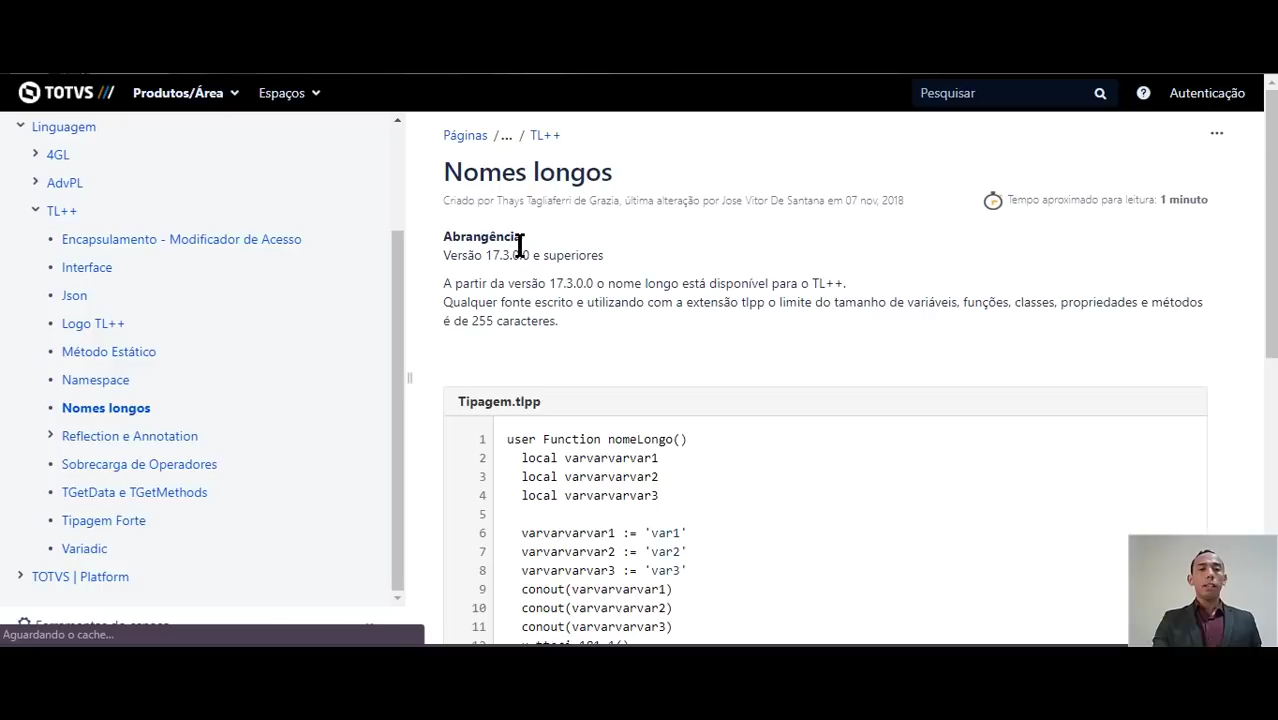 TOTVS ///
Produtos/Área
Espaços
Pesquisar
Autenticação
Linguagem
4GL
AdvPL
TL++
Encapsulamento - Modificador de Acesso
Interface
Json
Logo TL++
Método Estático
Namespace
Nomes longos
Reflection e Annotation
Sobrecarga de Operadores
TGetData e TGetMethods
Tipagem Forte
Variadic
TOTVS | Platform
Aguardando o cache...
Páginas /... / TL++
Nomes longos
Criado por Thays Tagliaferri de Grazia, última alteração por Jose Vitor De Santana em 07 nov, 2018
Tempo aproximado para leitura: 1 minuto
Abrangência
Versão 17.3.0.0 e superiores
A partir da versão 17.3.0.0 o nome longo está disponível para o TL++.
Qualquer fonte escrito e utilizando com a extensão tlpp o limite do tamanho de variáveis, funções, classes, propriedades e métodos
é de 255 caracteres.
Tipagem.tlpp
1 user Function nomeLongo()
2 local varvarvarvar1
3 local varvarvarvar2
4 local varvarvarvar3
5
6 varvarvarvar1 := 'var1'
7 varvarvarvar2 := 'var2'
8 varvarvarvar3 := 'var3'
9 conout(varvarvarvar1)
10 conout(varvarvarvar2)
11 conout(varvarvarvar3)